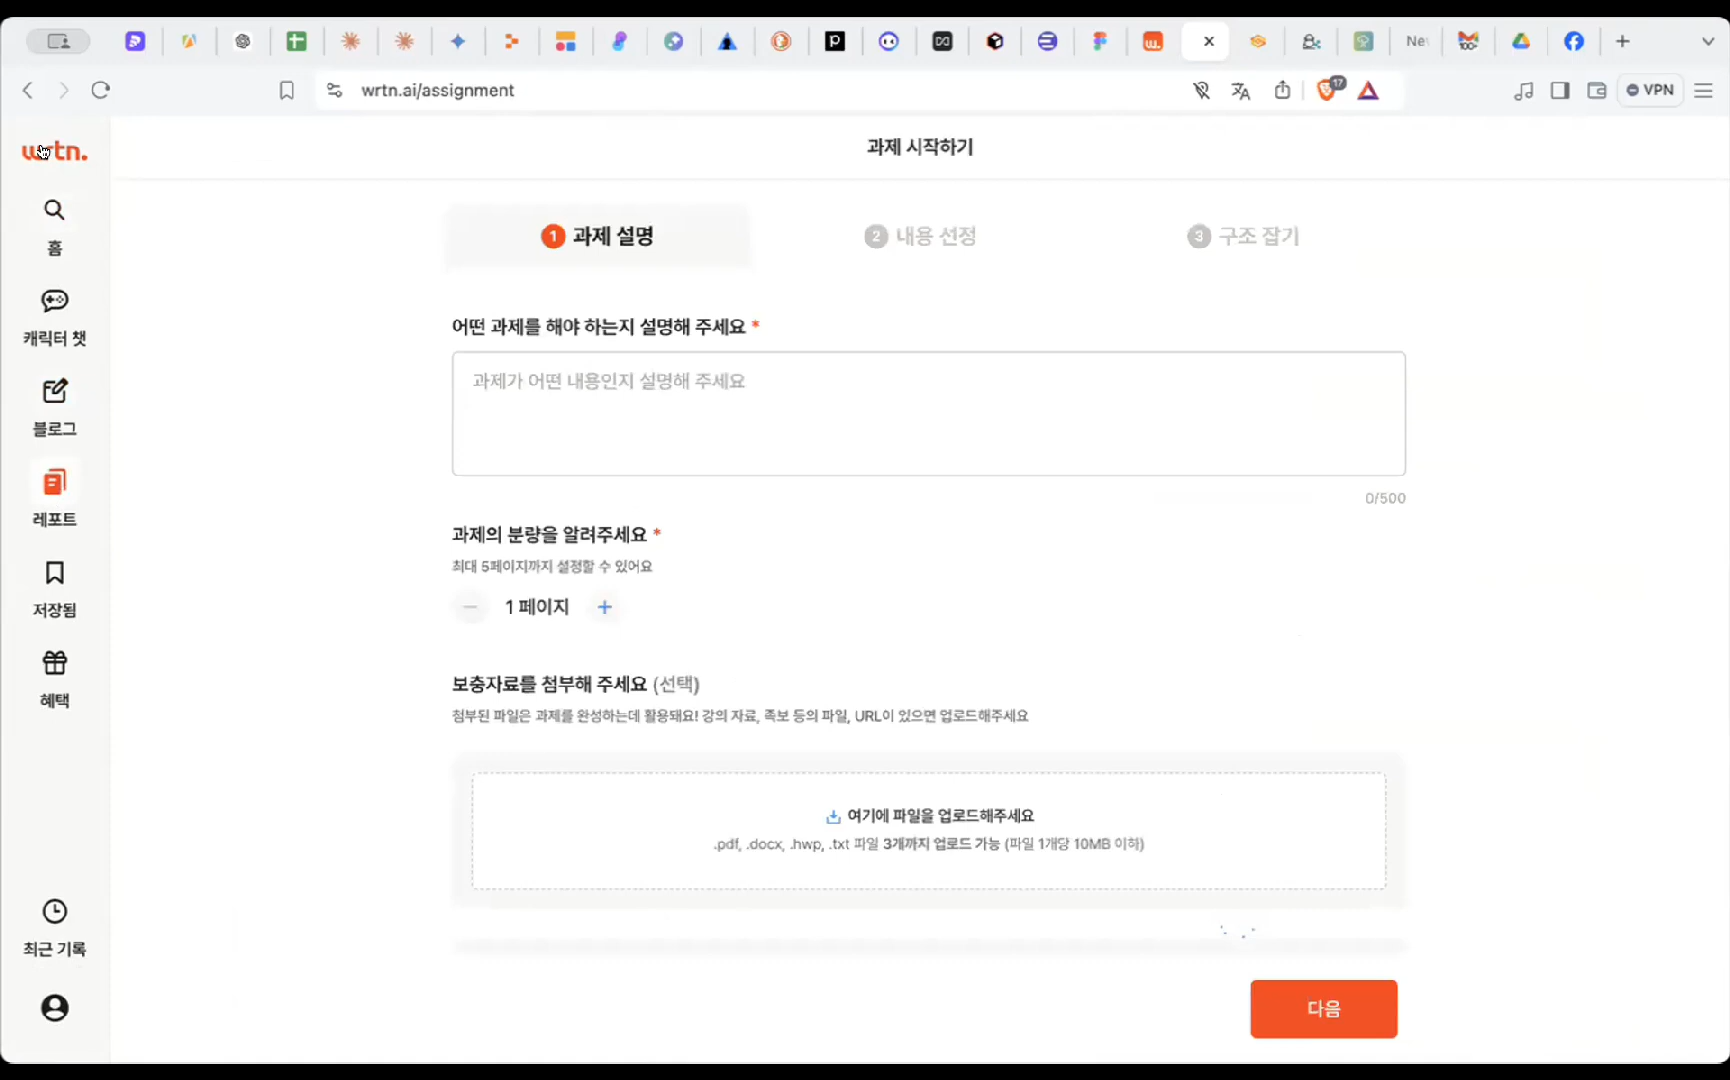 Ne
wrtn.ai/assignment
17
VPN
wrtn.
홈
캐릭터 챗
블로그
레포트
저장됨
혜택
최근 기록
과제 시작하기
1 과제 설명
2 내용 선정
3 구조 잡기
어떤 과제를 해야 하는지 설명해 주세요 *
과제가 어떤 내용인지 설명해 주세요
0/500
과제의 분량을 알려주세요 *
최대 5페이지까지 설정할 수 있어요
1 페이지
보충자료를 첨부해 주세요 (선택)
첨부된 파일은 과제를 완성하는데 활용돼요! 강의 자료, 족보 등의 파일, URL이 있으면 업로드해주세요
여기에 파일을 업로드해주세요
.pdf, .docx, .hwp, .txt 파일 3개까지 업로드 가능 (파일 1개당 10MB 이하)
다음